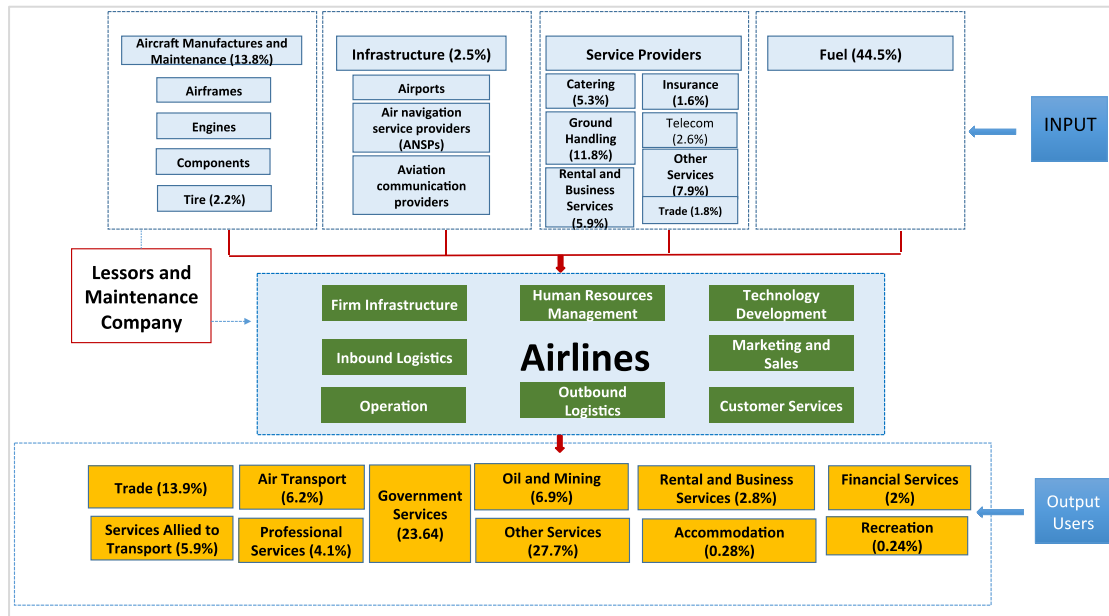 Aircraft Manufactures and
Maintenance (13.8%)
Airframes
Engines
Components
Tire (2.2%)
Infrastructure (2.5%)
Airports
Air navigation
service providers
(ANSPs)
Aviation
communication
providers
Service Providers
Catering
(5.3%)
Ground
Handling
(11.8%)
Rental and
Business
Services
(5.9%)
Insurance
(1.6%)
Telecom
(2.6%)
Other
Services
(7.9%)
Trade (1.8%)
Fuel (44.5%)
INPUT
Lessors and
Maintenance
Company
Firm Infrastructure
Human Resources
Management
Technology
Development
Inbound Logistics
Airlines
Marketing and
Sales
Operation
Outbound
Logistics
Customer Services
Trade (13.9%)
Air Transport
(6.2%)
Government
Services
(23.64)
Oil and Mining
(6.9%)
Rental and Business
Services (2.8%)
Financial Services
(2%)
Services Allied to
Transport (5.9%)
Professional
Services (4.1%)
Other Services
(27.7%)
Accommodation
(0.28%)
Recreation
(0.24%)
Output
Users